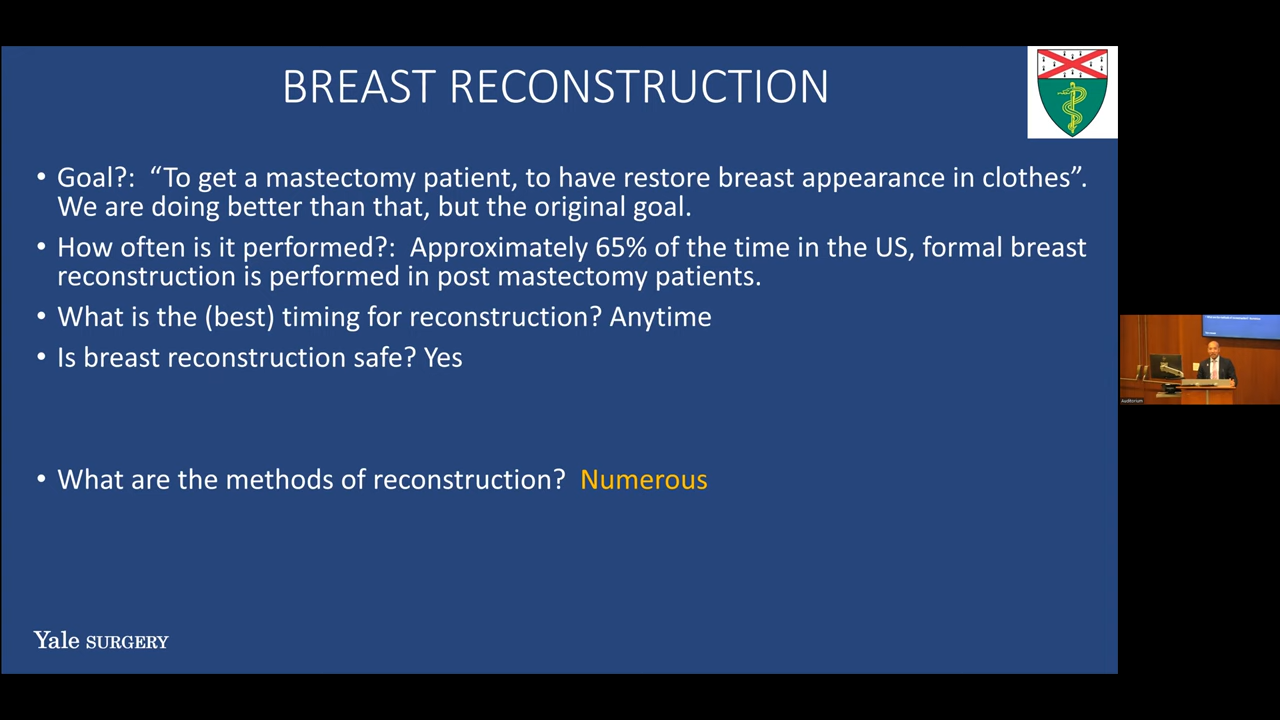 BREAST RECONSTRUCTION
• Goal?: “To get a mastectomy patient, to have restore breast appearance in clothes”.
We are doing better than that, but the original goal.
• How often is it performed?: Approximately 65% of the time in the US, formal breast
reconstruction is performed in post mastectomy patients.
• What is the (best) timing for reconstruction? Anytime
• Is breast reconstruction safe? Yes
• What are the methods of reconstruction? Numerous
Yale SURGERY
Auditorium